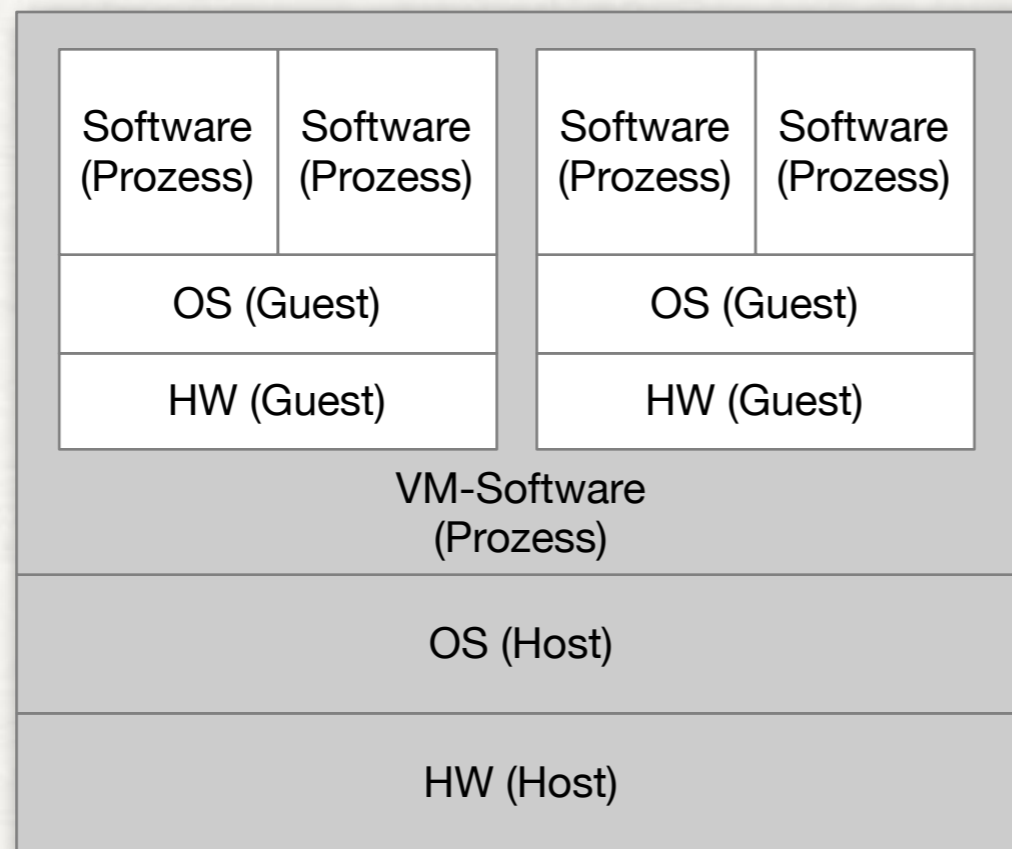 Software
(Prozess)
Software
(Prozess)
Software
(Prozess)
Software
(Prozess)
OS (Guest)
OS (Guest)
HW (Guest)
HW (Guest)
VM-Software
(Prozess)
OS (Host)
HW (Host)